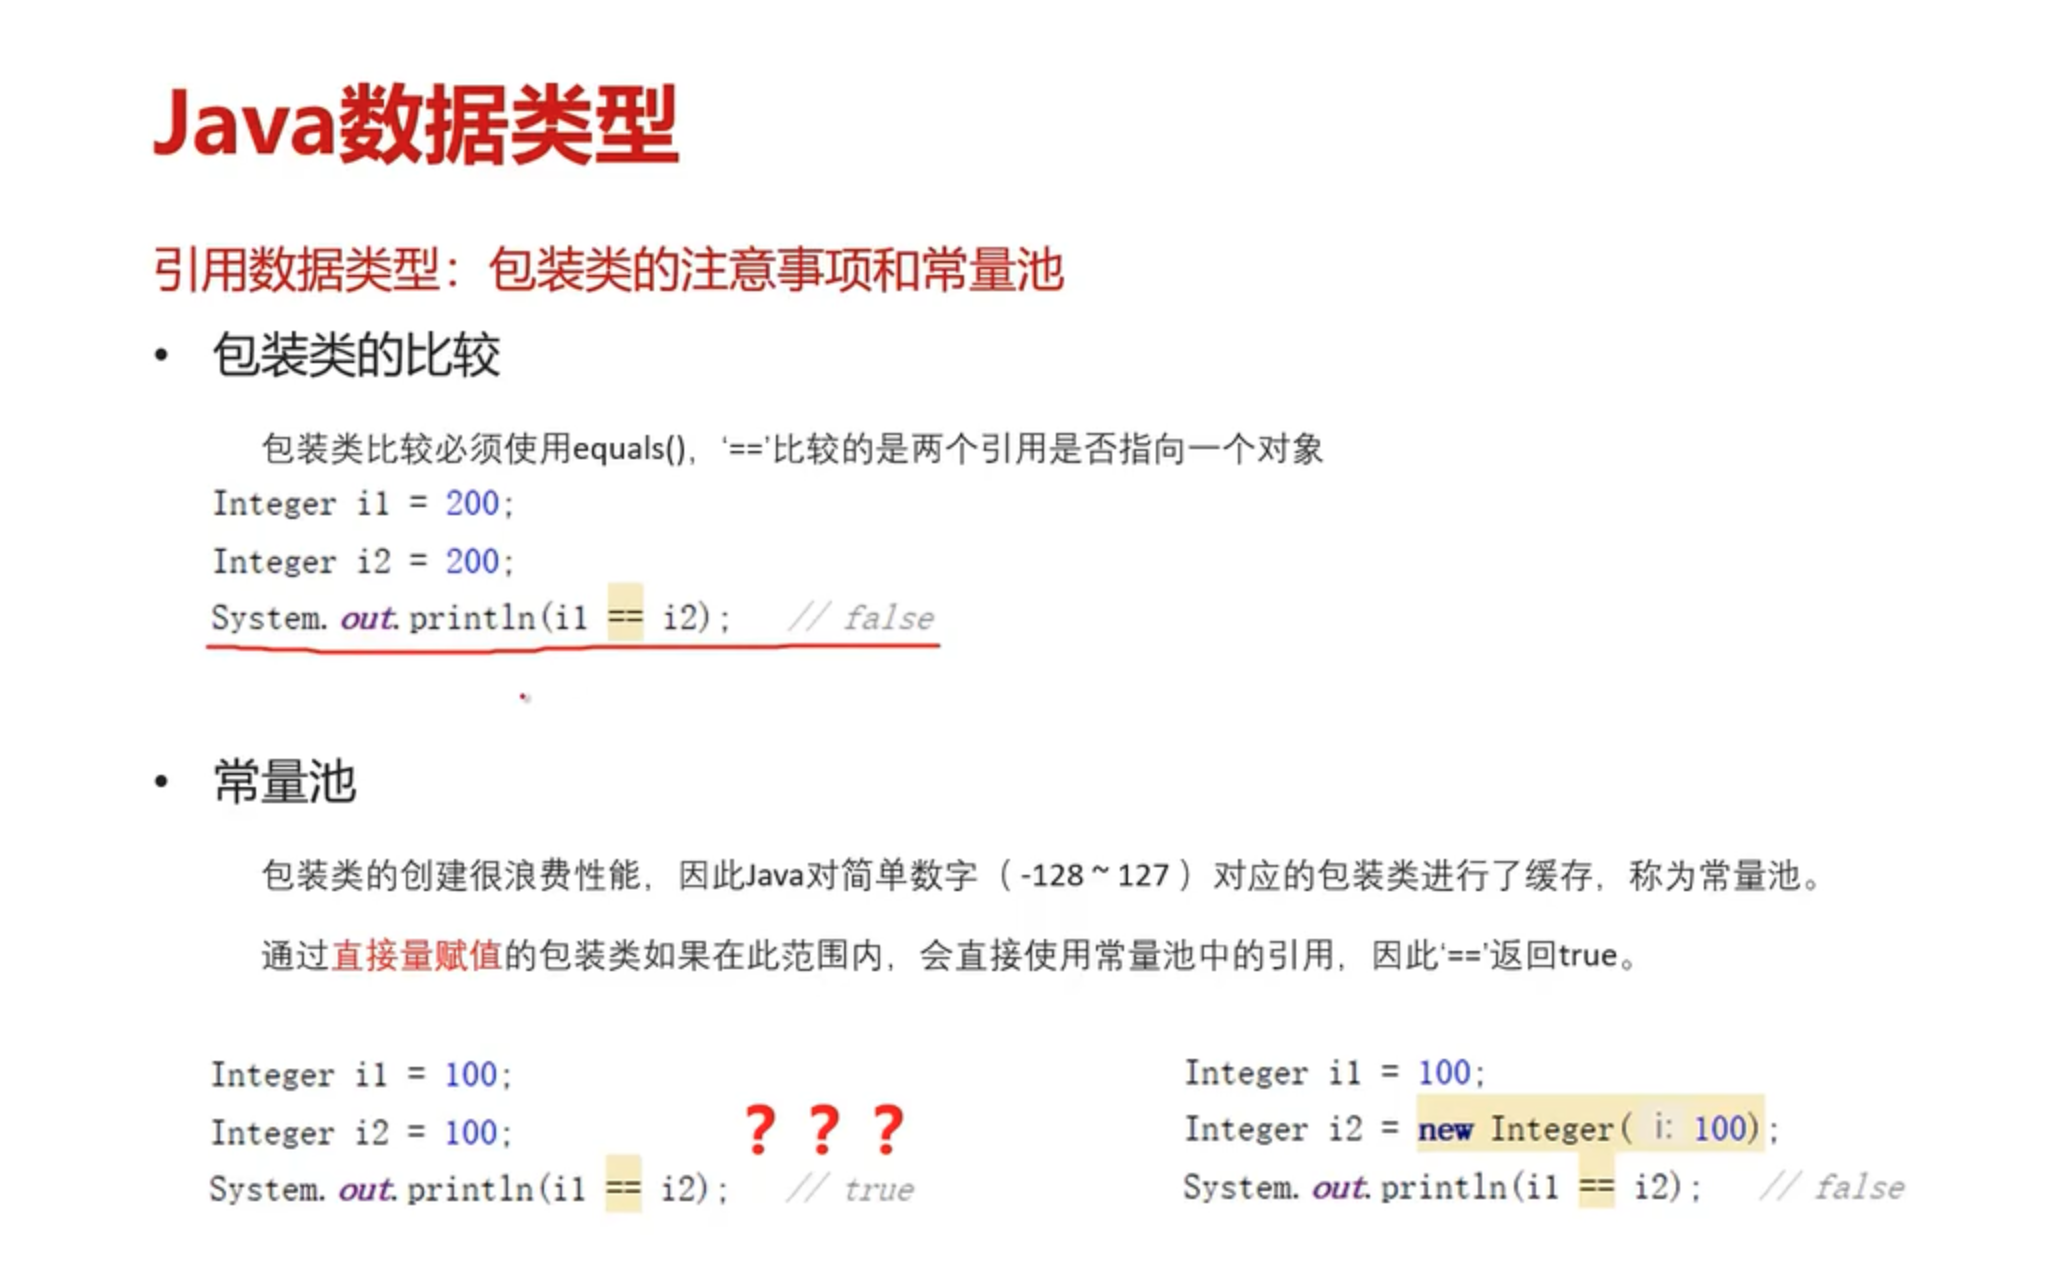 Java数据类型
引用数据类型：包装类的注意事项和常量池
• 包装类的比较
包装类比较必须使用equals()，‘==’比较的是两个引用是否指向一个对象
Integer i1 = 200;
Integer i2 = 200;
System.out.println(i1 == i2);   // false
• 常量池
包装类的创建很浪费性能，因此Java对简单数字（-128 ~ 127）对应的包装类进行了缓存，称为常量池。
通过直接量赋值的包装类如果在此范围内，会直接使用常量池中的引用，因此‘==’返回true。
Integer i1 = 100;
Integer i2 = 100;
？？？
System.out.println(i1 == i2);   // true
Integer i1 = 100;
Integer i2 = new Integer( i: 100);
System.out.println(i1 == i2);   // false